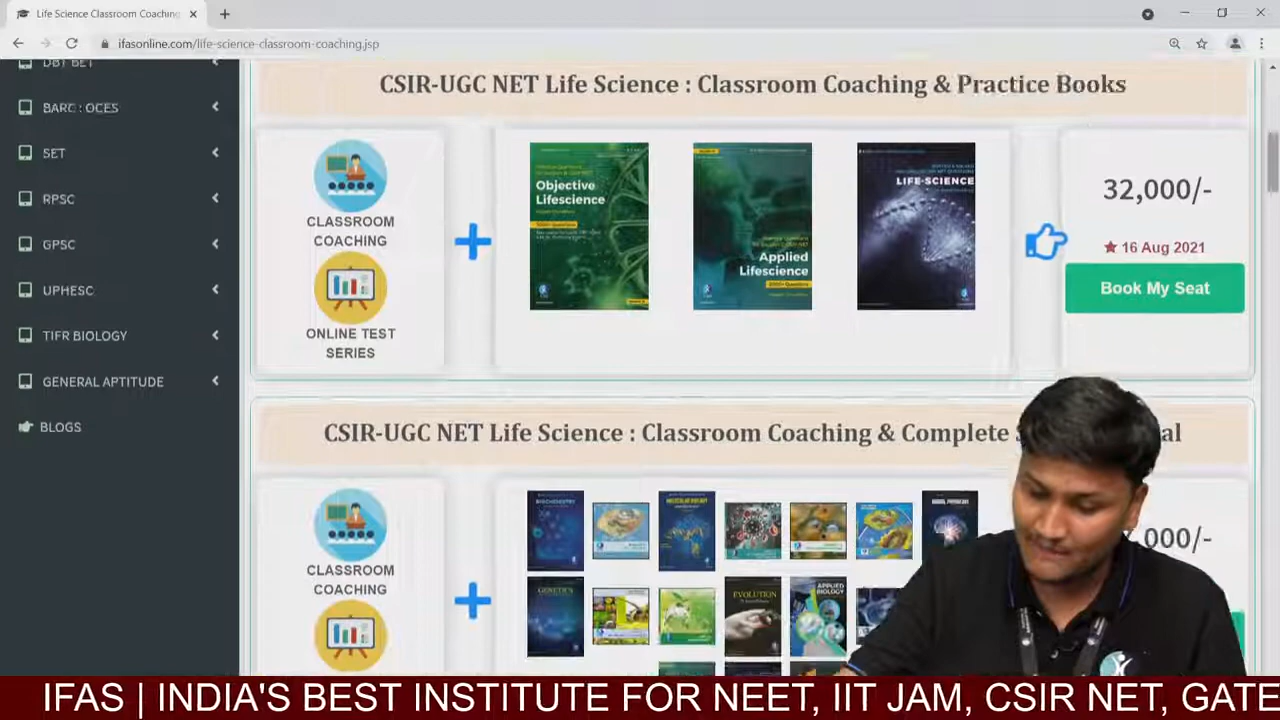 Life Science Classroom Coaching
ifasonline.com/life-science-classroom-coaching.jsp
DBT BET
BARC : OCES
SET
RPSC
GPSC
UPHESC
TIFR BIOLOGY
GENERAL APTITUDE
BLOGS
CSIR-UGC NET Life Science : Classroom Coaching & Practice Books
CLASSROOM
COACHING
ONLINE TEST
SERIES
Objective
Lifescience
Applied
Lifescience
LIFE-SCIENCE
32,000/-
16 Aug 2021
Book My Seat
CSIR-UGC NET Life Science : Classroom Coaching & Complete
CLASSROOM
COACHING
BIOCHEMISTRY
MOLECULAR BIOLOGY
GENETICS
EVOLUTION
APPLIED
BIOLOGY
,000/-
IFAS | INDIA'S BEST INSTITUTE FOR NEET, IIT JAM, CSIR NET, GATE